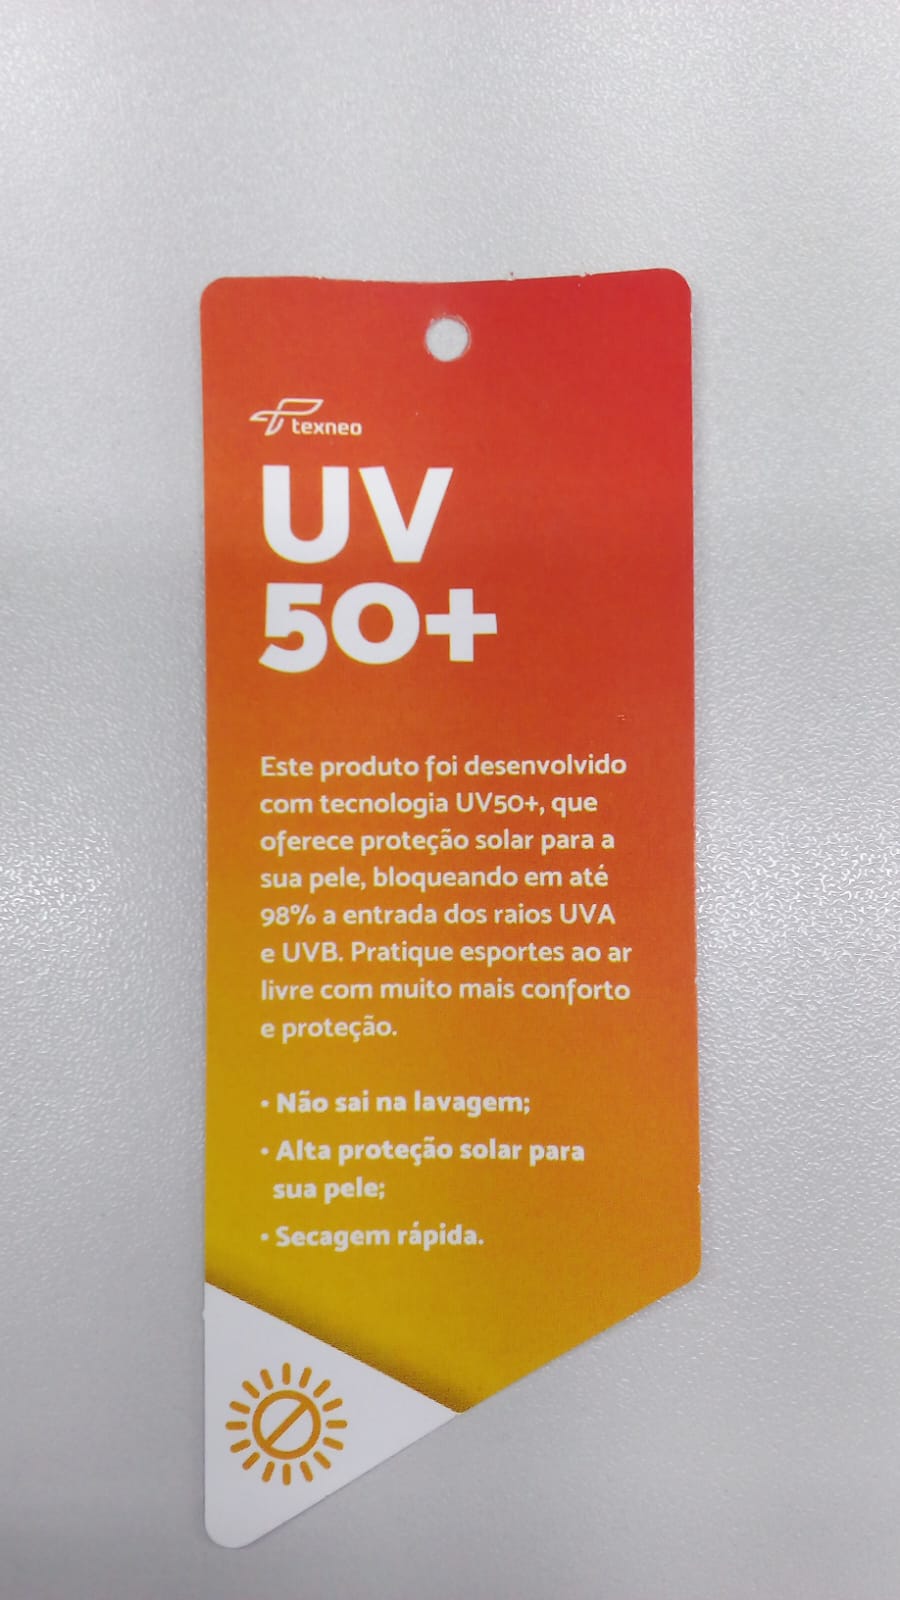 texneo
UV
50+
Este produto foi desenvolvido
com tecnologia UV50+, que
oferece proteção solar para a
sua pele, bloqueando em até
98% a entrada dos raios UVA
e UVB. Pratique esportes ao ar
livre com muito mais conforto
e proteção.
• Não sai na lavagem;
• Alta proteção solar para
sua pele;
• Secagem rápida.